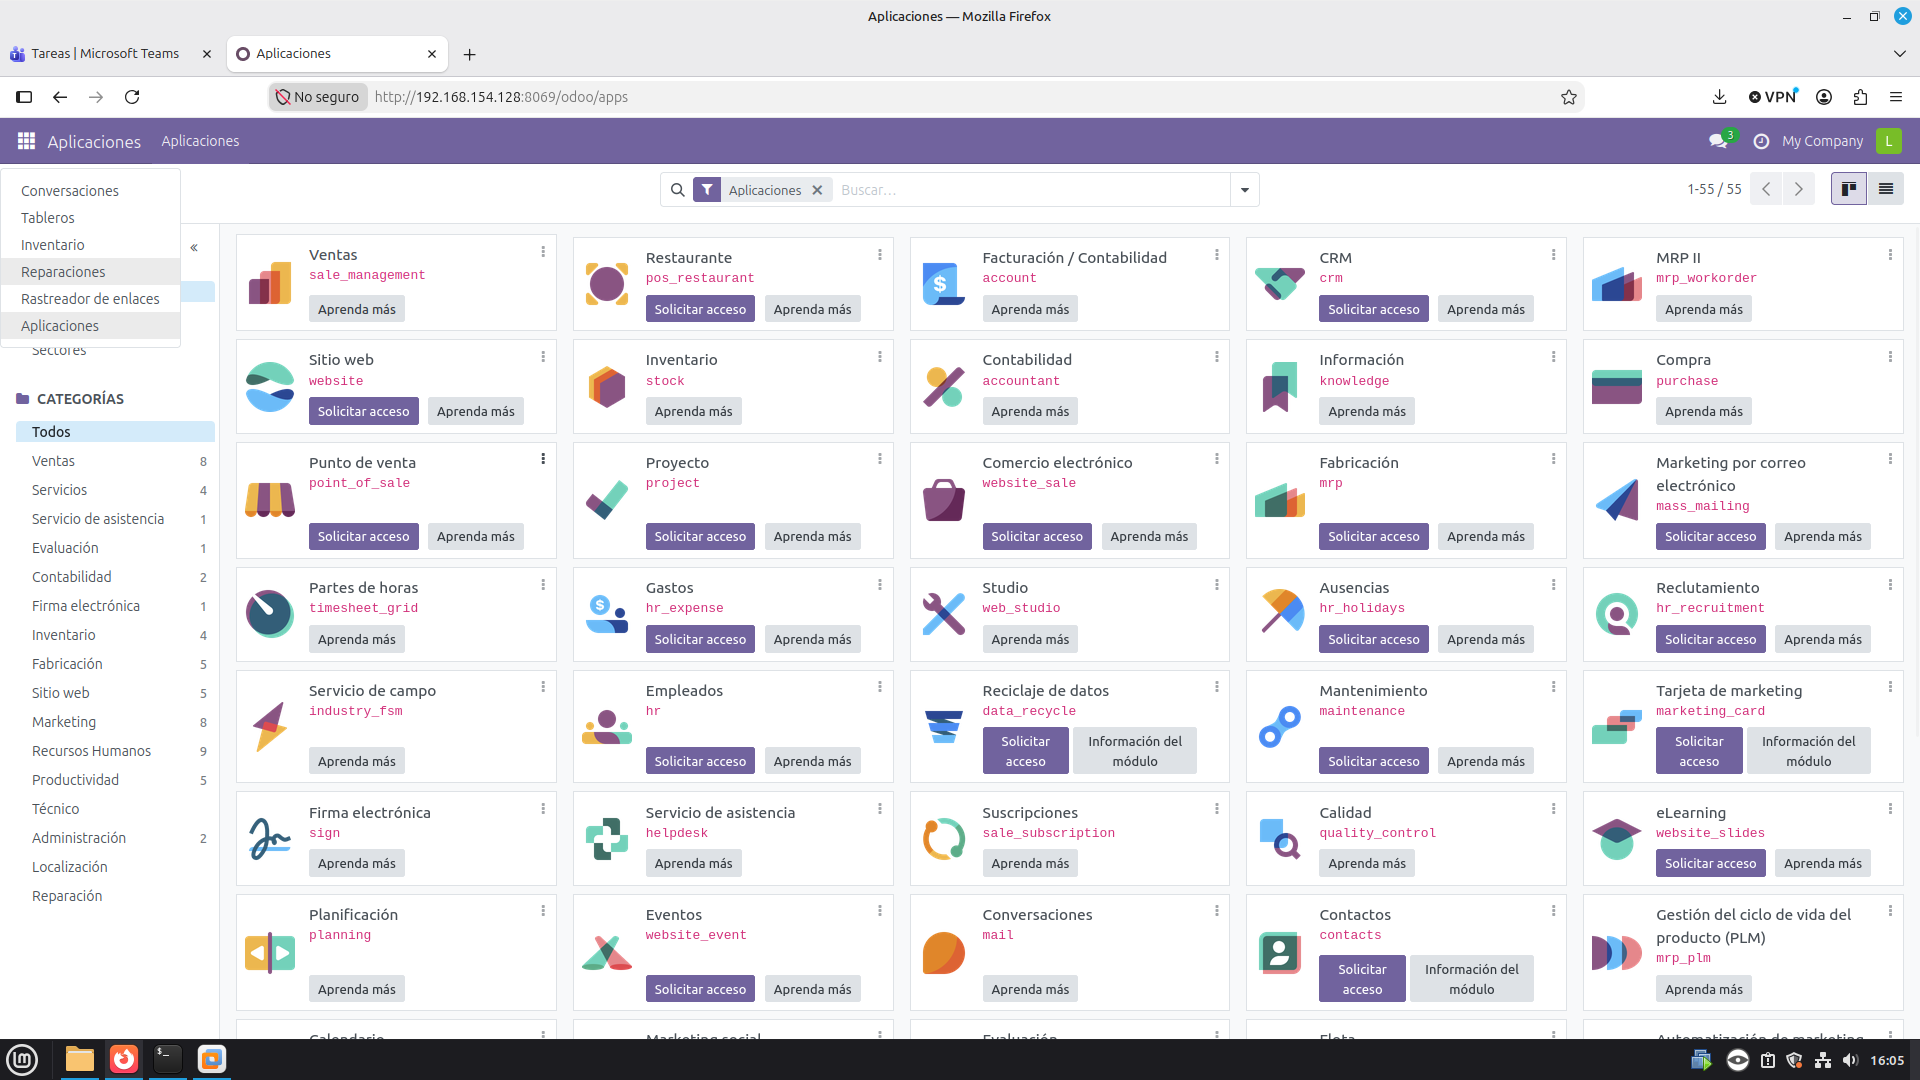 Aplicaciones — Mozilla Firefox
Tareas | Microsoft Teams
Aplicaciones
No seguro
http://192.168.154.128:8069/odoo/apps
VPN
Aplicaciones
Aplicaciones
3
My Company
L
Conversaciones
Tableros
Inventario
Reparaciones
Rastreador de enlaces
Aplicaciones
Sectores
Aplicaciones
Buscar...
1-55 / 55
CATEGORÍAS
Todos
Ventas 8
Servicios 4
Servicio de asistencia 1
Evaluación 1
Contabilidad 2
Firma electrónica 1
Inventario 4
Fabricación 5
Sitio web 5
Marketing 8
Recursos Humanos 9
Productividad 5
Técnico
Administración 2
Localización
Reparación
Ventas
sale_management
Aprenda más
Restaurante
pos_restaurant
Solicitar acceso Aprenda más
Facturación / Contabilidad
account
Aprenda más
CRM
crm
Solicitar acceso Aprenda más
MRP II
mrp_workorder
Aprenda más
Sitio web
website
Solicitar acceso Aprenda más
Inventario
stock
Aprenda más
Contabilidad
accountant
Aprenda más
Información
knowledge
Aprenda más
Compra
purchase
Aprenda más
Punto de venta
point_of_sale
Solicitar acceso Aprenda más
Proyecto
project
Solicitar acceso Aprenda más
Comercio electrónico
website_sale
Solicitar acceso Aprenda más
Fabricación
mrp
Solicitar acceso Aprenda más
Marketing por correo
electrónico
mass_mailing
Solicitar acceso Aprenda más
Partes de horas
timesheet_grid
Aprenda más
Gastos
hr_expense
Solicitar acceso Aprenda más
Studio
web_studio
Aprenda más
Ausencias
hr_holidays
Solicitar acceso Aprenda más
Reclutamiento
hr_recruitment
Solicitar acceso Aprenda más
Servicio de campo
industry_fsm
Aprenda más
Empleados
hr
Solicitar acceso Aprenda más
Reciclaje de datos
data_recycle
Solicitar
acceso
Información del
módulo
Mantenimiento
maintenance
Solicitar acceso Aprenda más
Tarjeta de marketing
marketing_card
Solicitar
acceso
Información del
módulo
Firma electrónica
sign
Aprenda más
Servicio de asistencia
helpdesk
Aprenda más
Suscripciones
sale_subscription
Aprenda más
Calidad
quality_control
Aprenda más
eLearning
website_slides
Solicitar acceso Aprenda más
Planificación
planning
Aprenda más
Eventos
website_event
Solicitar acceso Aprenda más
Conversaciones
mail
Aprenda más
Contactos
contacts
Solicitar
acceso
Información del
módulo
Gestión del ciclo de vida del
producto (PLM)
mrp_plm
Aprenda más
Calendario
Marketing social
Evaluación
Flota
Automatización de marketing
16:05